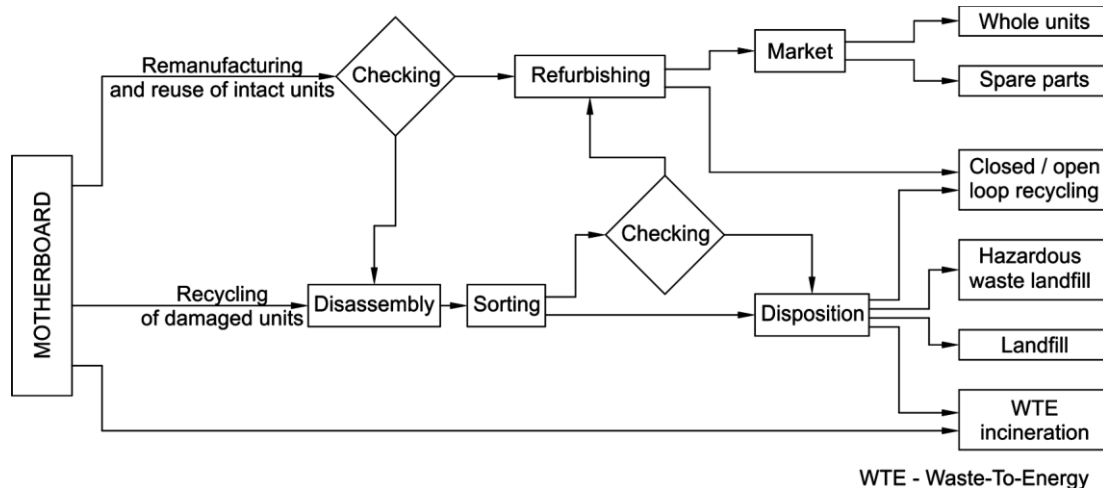 Whole units
Market
Remanufacturing
and reuse of intact units
Checking
Refurbishing
Spare parts
MOTHERBOARD
Closed / open
loop recycling
Checking
Recycling
of damaged units
Disassembly
Sorting
Disposition
Hazardous
waste landfill
Landfill
WTE
incineration
WTE - Waste-To-Energy